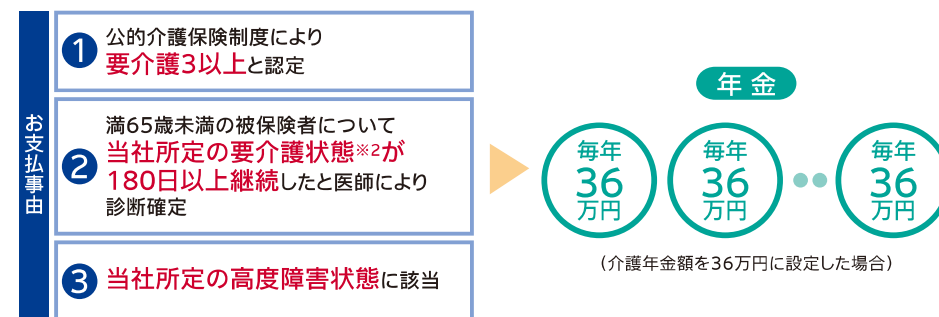 お支払事由
1 公的介護保険制度により
要介護3以上と認定
2 満65歳未満の被保険者について
当社所定の要介護状態※2が
180日以上継続したと医師により
診断確定
3 当社所定の高度障害状態に該当
年金
毎年
36
万円
毎年
36
万円
毎年
36
万円
(介護年金額を36万円に設定した場合)